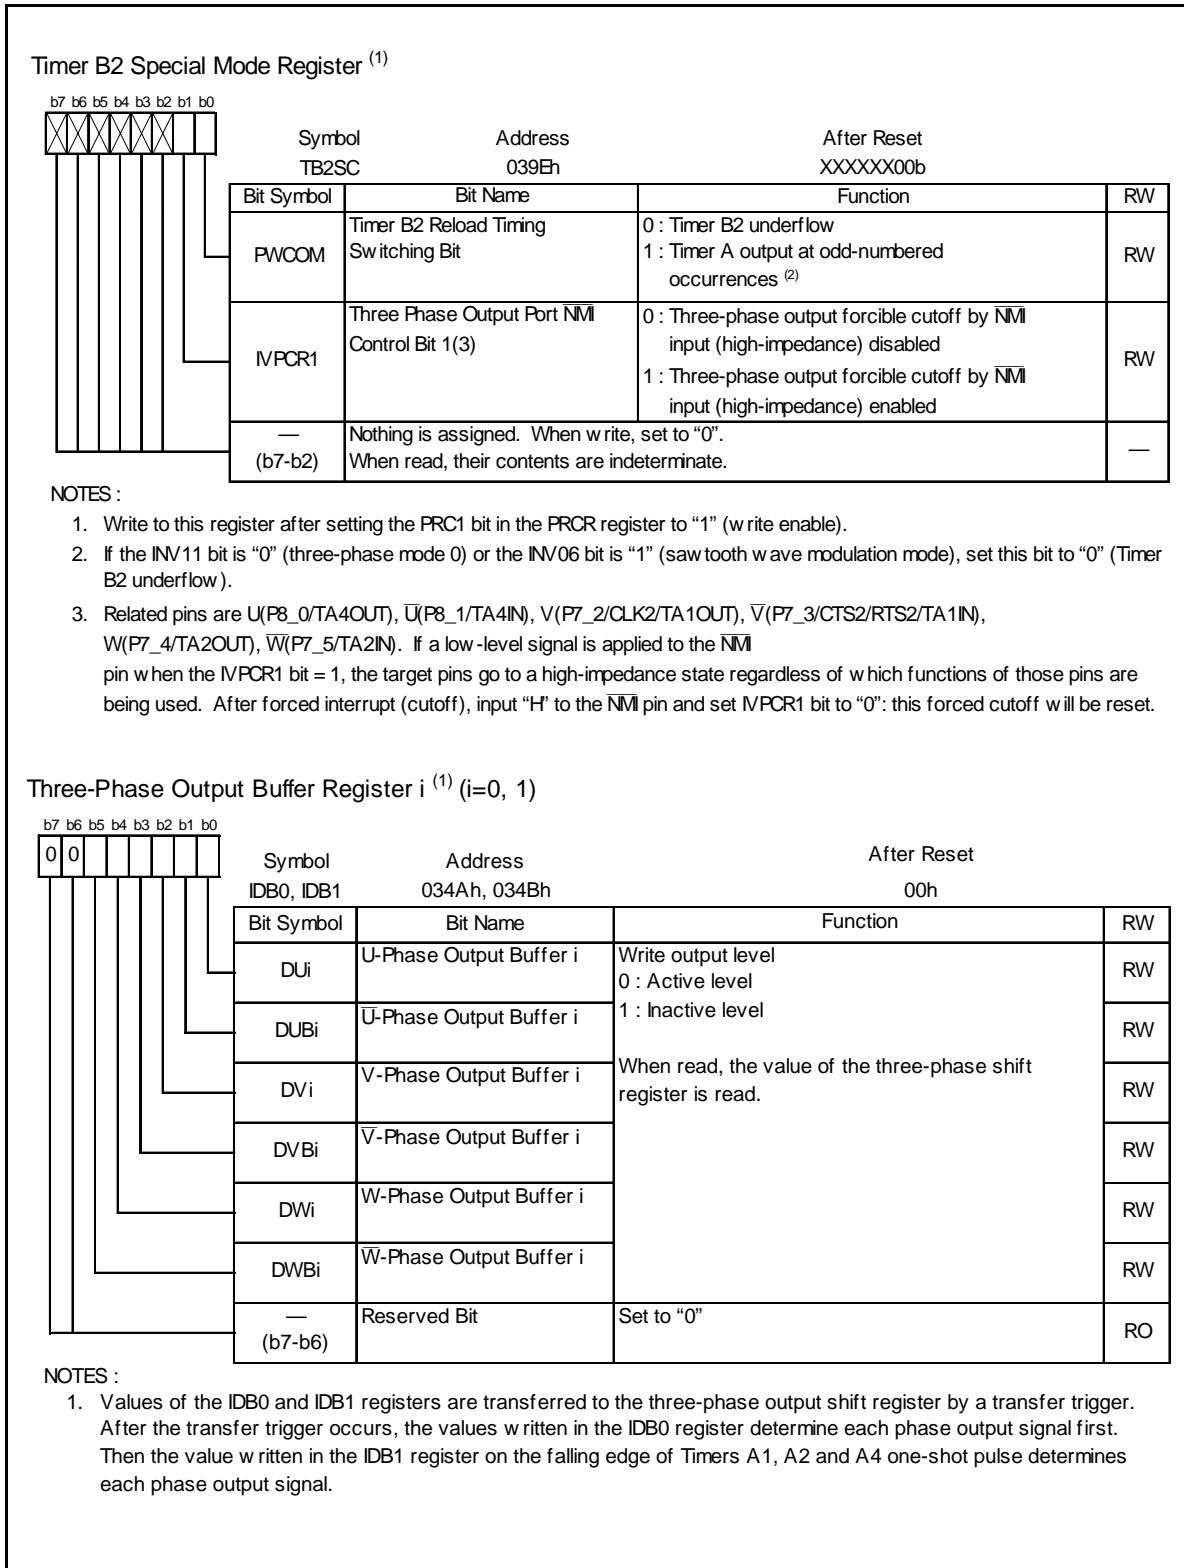 Timer B2 Special Mode Register (1)
b7 b6 b5 b4 b3 b2 b1 b0
Symbol Address After Reset
TB2SC 039Eh XXXXXX00b
Bit Symbol Bit Name Function RW
PWCOM Timer B2 Reload Timing Switching Bit 0 : Timer B2 underflow RW
1 : Timer A output at odd-numbered
occurrences (2)
IVPCR1 Three Phase Output Port N̅M̅I̅ Control Bit 1(3) 0 : Three-phase output forcible cutoff by N̅M̅I̅ RW
input (high-impedance) disabled
1 : Three-phase output forcible cutoff by N̅M̅I̅
input (high-impedance) enabled
— Nothing is assigned. When write, set to “0”. —
(b7-b2) When read, their contents are indeterminate.
NOTES :
1. Write to this register after setting the PRC1 bit in the PRCR register to “1” (write enable).
2. If the INV11 bit is “0” (three-phase mode 0) or the INV06 bit is “1” (sawtooth wave modulation mode), set this bit to “0” (Timer
B2 underflow).
3. Related pins are U(P8_0/TA4OUT), U̅(P8_1/TA4IN), V(P7_2/CLK2/TA1OUT), V̅(P7_3/CTS2/RTS2/TA1IN),
W(P7_4/TA2OUT), W̅(P7_5/TA2IN). If a low-level signal is applied to the N̅M̅I̅
pin when the IVPCR1 bit = 1, the target pins go to a high-impedance state regardless of which functions of those pins are
being used. After forced interrupt (cutoff), input “H” to the N̅M̅I̅ pin and set IVPCR1 bit to “0”: this forced cutoff will be reset.
Three-Phase Output Buffer Register i (1) (i=0, 1)
b7 b6 b5 b4 b3 b2 b1 b0
0 0
Symbol Address After Reset
IDB0, IDB1 034Ah, 034Bh 00h
Bit Symbol Bit Name Function RW
DUi U-Phase Output Buffer i Write output level RW
0 : Active level
DUBi U̅-Phase Output Buffer i 1 : Inactive level RW
DVi V-Phase Output Buffer i When read, the value of the three-phase shift RW
register is read.
DVBi V̅-Phase Output Buffer i RW
DWi W-Phase Output Buffer i RW
DWBi W̅-Phase Output Buffer i RW
— Reserved Bit Set to “0” RO
(b7-b6)
NOTES :
1. Values of the IDB0 and IDB1 registers are transferred to the three-phase output shift register by a transfer trigger.
After the transfer trigger occurs, the values written in the IDB0 register determine each phase output signal first.
Then the value written in the IDB1 register on the falling edge of Timers A1, A2 and A4 one-shot pulse determines
each phase output signal.